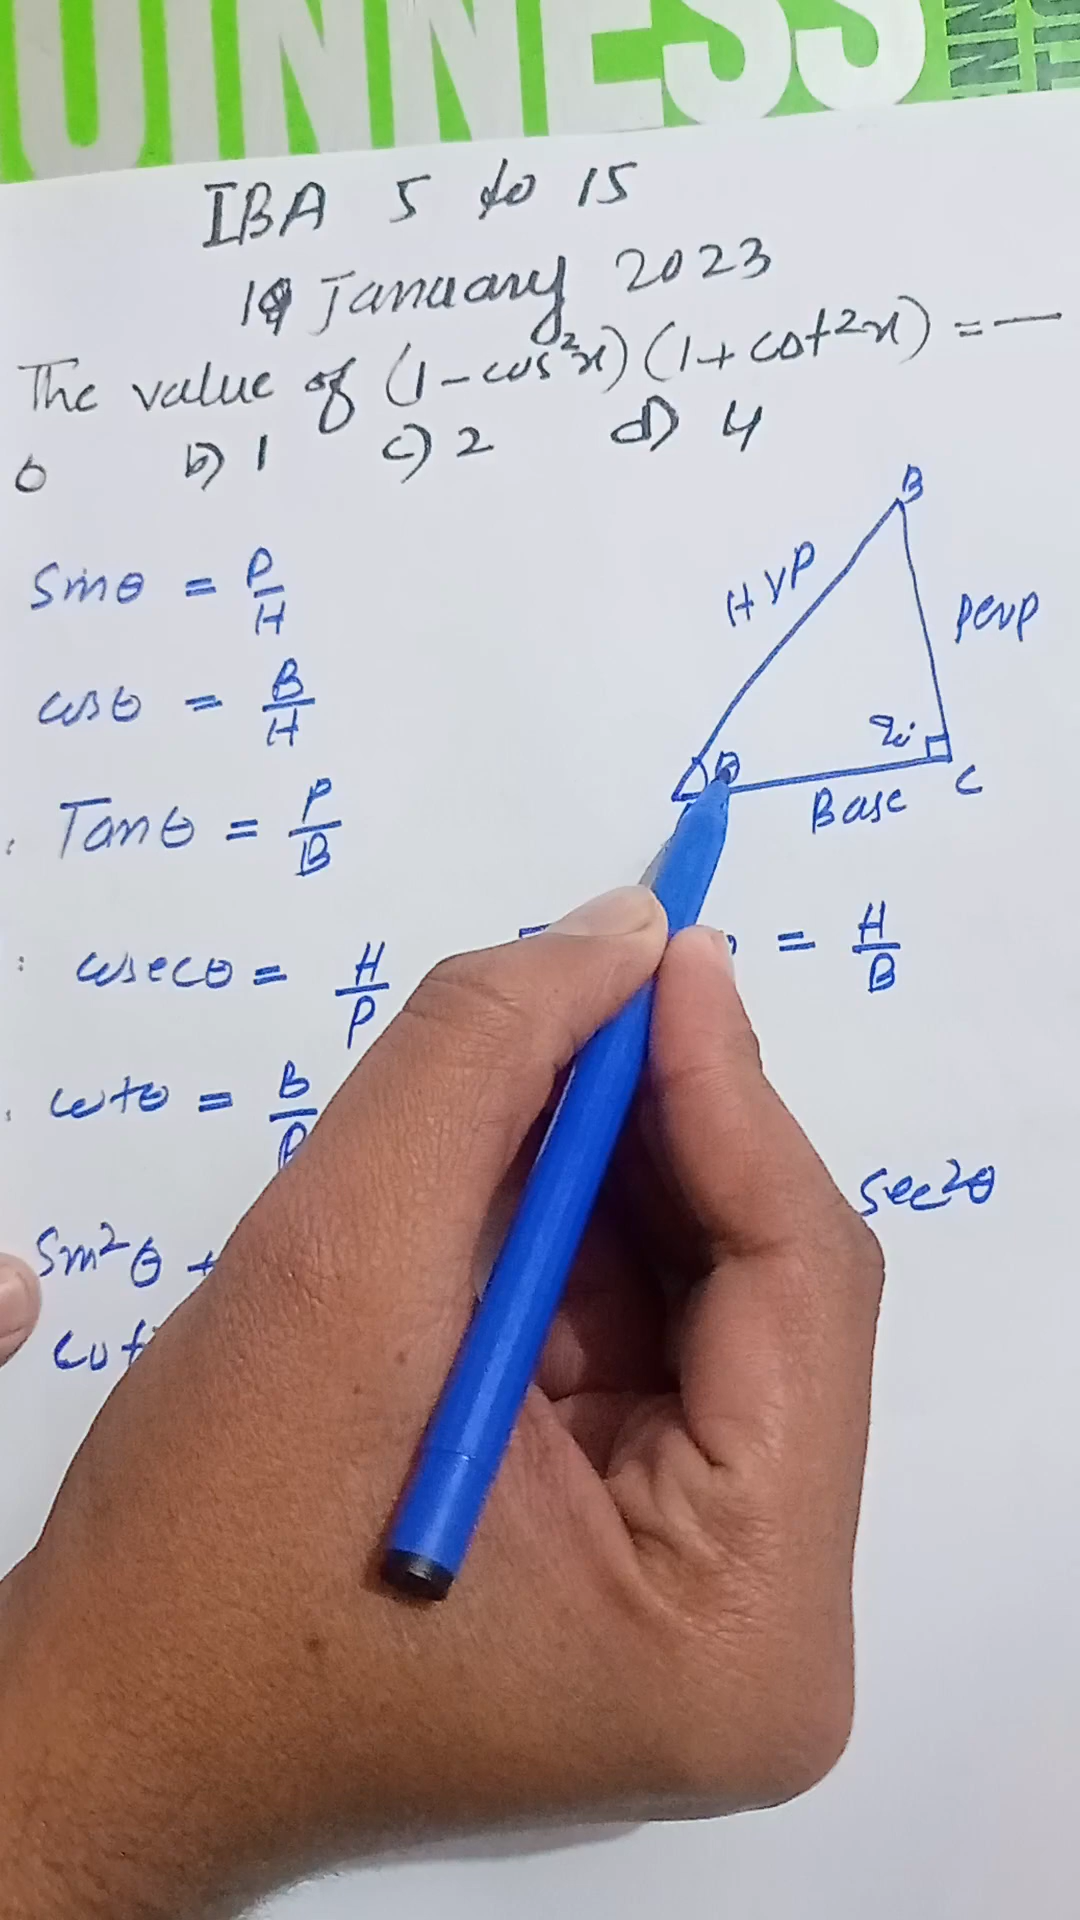 UINNESS
IBA 5 to 15
19 January 2023
The value of (1-cos²x)(1+cot²x) = —
0 b) 1 c) 2 d) 4
B
HYP
Perp
θ
C
Base
Sinθ = P/H
cosθ = B/H
Tanθ = P/B
cosecθ = H/P
= H/B
cotθ = B/P
Sin²θ +
Sec²θ
cot